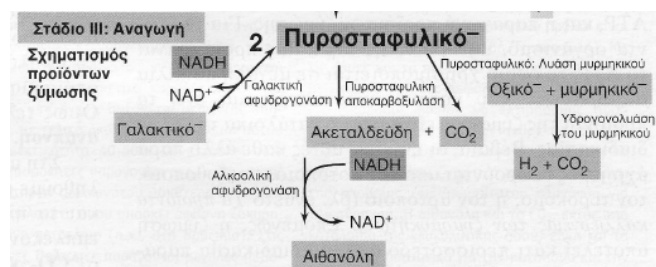 Στάδιο III: Αναγωγή
Σχηματισμός
προϊόντων
ζύμωσης
2 Πυροσταφυλικό⁻
NADH
NAD⁺
Γαλακτική
αφυδρογονάση
Πυροσταφυλική
αποκαρβοξυλάση
Πυροσταφυλικό: Λυάση μυρμηκικού
Οξικό⁻ + μυρμηκικό⁻
Γαλακτικό⁻
Ακεταλδεΰδη + CO₂
Υδρογονολυάση
του μυρμηκικού
H₂ + CO₂
Αλκοολική
αφυδρογονάση
NADH
NAD⁺
Αιθανόλη